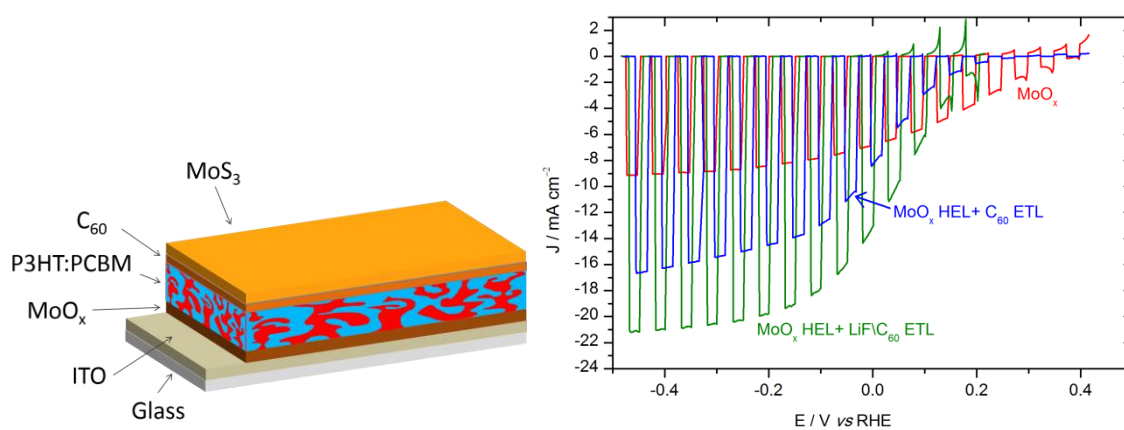 MoS₃
C₆₀
P3HT:PCBM
MoOₓ
ITO
Glass
2
0
-2
-4
-6
-8
-10
-12
-14
-16
-18
-20
-22
-24
J / mA cm⁻²
MoOₓ
MoOₓ HEL+ C₆₀ ETL
MoOₓ HEL+ LiF\C₆₀ ETL
-0.4 -0.2 0.0 0.2 0.4
E / V vs RHE